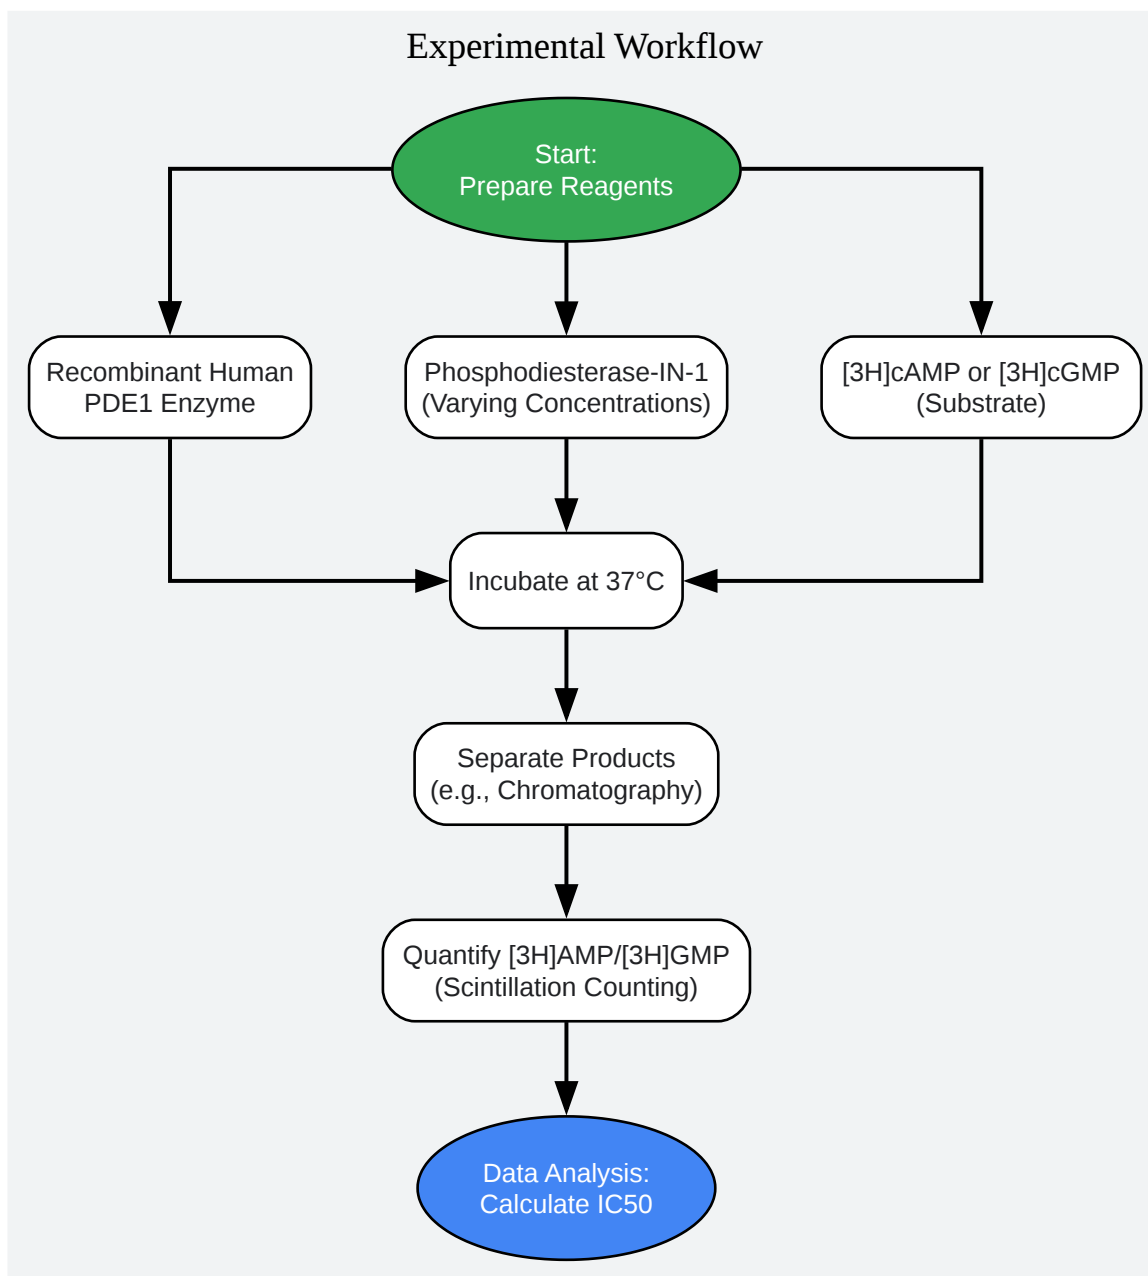 Experimental Workflow
Start:
Prepare Reagents
Recombinant Human
PDE1 Enzyme
Phosphodiesterase-IN-1
(Varying Concentrations)
[3H]cAMP or [3H]cGMP
(Substrate)
Incubate at 37°C
Separate Products
(e.g., Chromatography)
Quantify [3H]AMP/[3H]GMP
(Scintillation Counting)
Data Analysis:
Calculate IC50